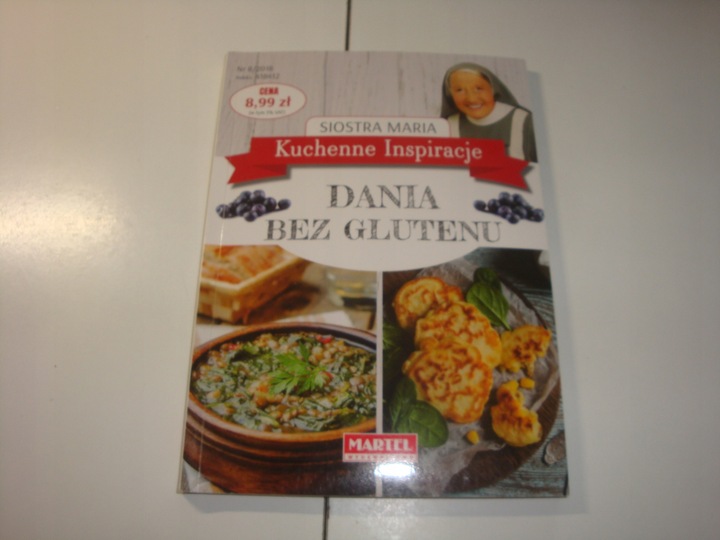 CENA
8,99 zł
SIOSTRA MARIA
Kuchenne Inspiracje
DANIA
BEZ GLUTENU
MARTEL